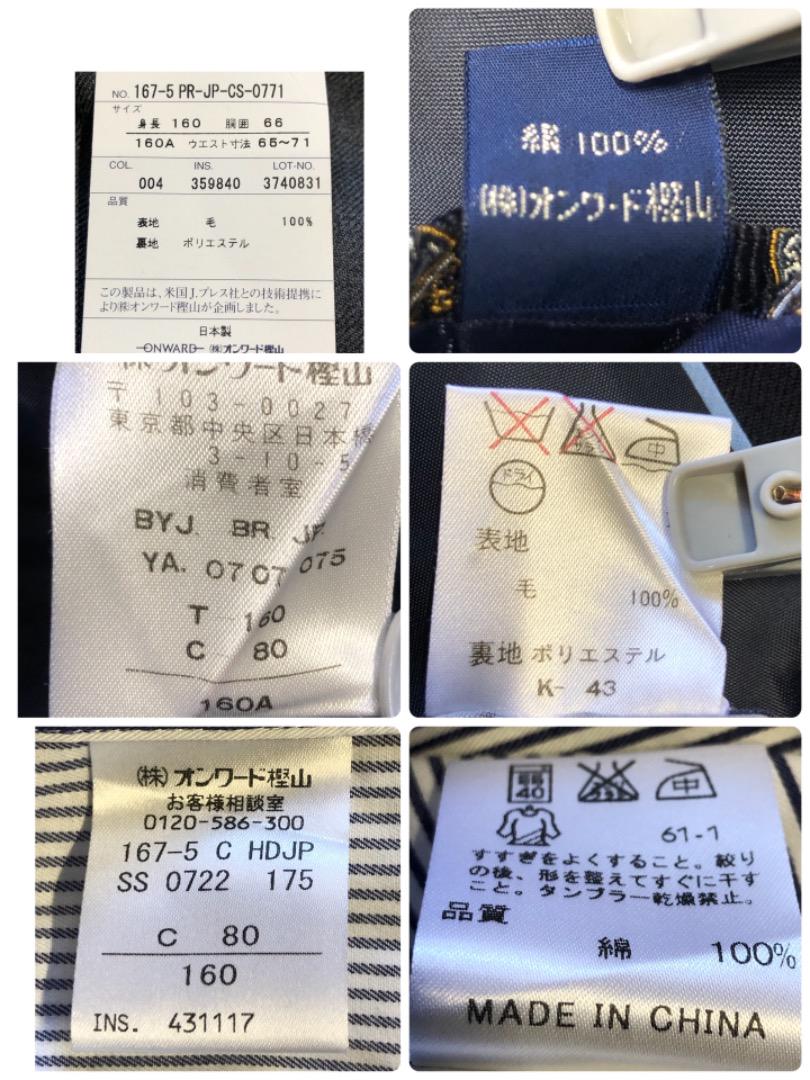 NO. 167-5 PR-JP-CS-0771
サイズ
身長 160 胴囲 66
160A ウエスト寸法 65〜71
COL. INS. LOT-NO.
004 359840 3740831
品質
表地 毛 100%
裏地 ポリエステル
この製品は、米国J.プレス社との技術提携に
より㈱オンワード樫山が企画しました。
日本製
ONWARD ㈱オンワード樫山
絹 100%
(株)オンワード樫山
オンワード樫山
〒103-0027
東京都中央区日本橋
3-10-5
消費者室
BYJ. BR. JP
YA. 0707 075
T 160
C 80
160A
中
ドライ
表地
毛 100%
裏地 ポリエステル
K- 43
(株)オンワード樫山
お客様相談室
0120-586-300
167-5 C HDJP
SS 0722 175
C 80
160
INS. 431117
40
中
61-1
すすぎをよくすること。絞り
の後、形を整えてすぐに干す
こと。タンブラー乾燥禁止。
品質
綿 100%
MADE IN CHINA